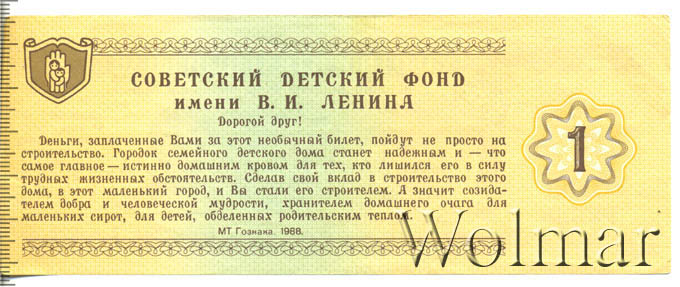 СОВЕТСКИЙ ДЕТСКИЙ ФОНД
имени В. И. ЛЕНИНА
Дорогой друг!
Деньги, заплаченные Вами за этот необычный билет, пойдут не просто на
строительство. Городок семейного детского дома станет надежным и — что
самое главное — истинно домашним кровом для тех, кто лишился его в силу
трудных жизненных обстоятельств. Сделав свой вклад в строительство этого
дома, в этот маленький город, и Вы стали его строителем. А значит созида-
телем добра и человеческой мудрости, хранителем домашнего очага для
маленьких сирот, для детей, обделенных родительским теплом.
МТ Гознака. 1988.
1
Wolmar